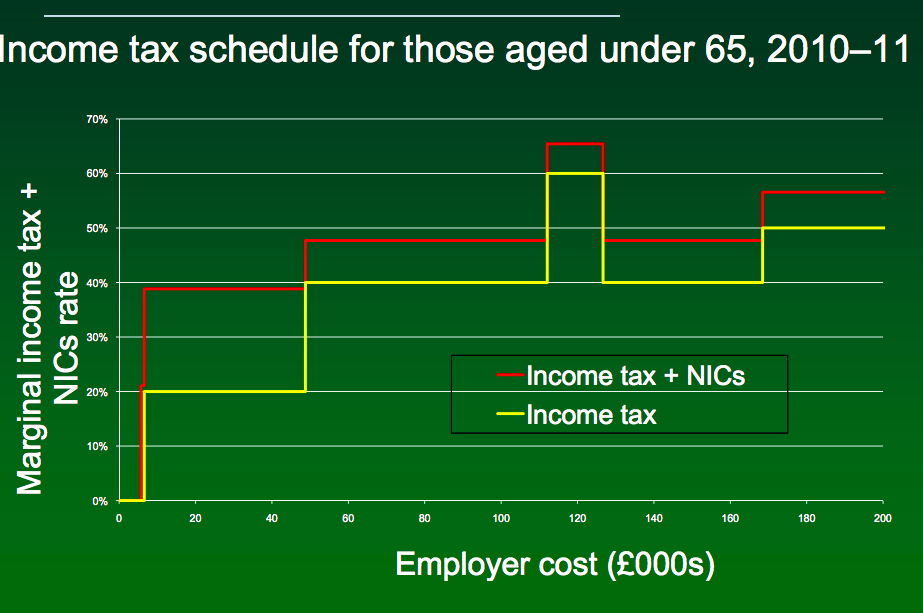 Income tax schedule for those aged under 65, 2010–11
70%
60%
50%
40%
30%
20%
10%
0%
Marginal income tax +
NICs rate
Income tax + NICs
Income tax
0 20 40 60 80 100 120 140 160 180 200
Employer cost (£000s)